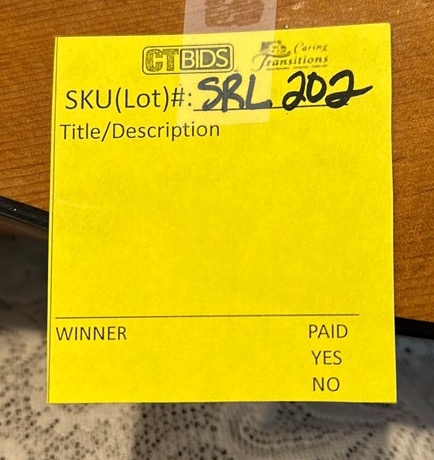 CTBIDS
Caring Transitions
SKU(Lot)#: SRL 202
Title/Description
WINNER PAID
YES
NO